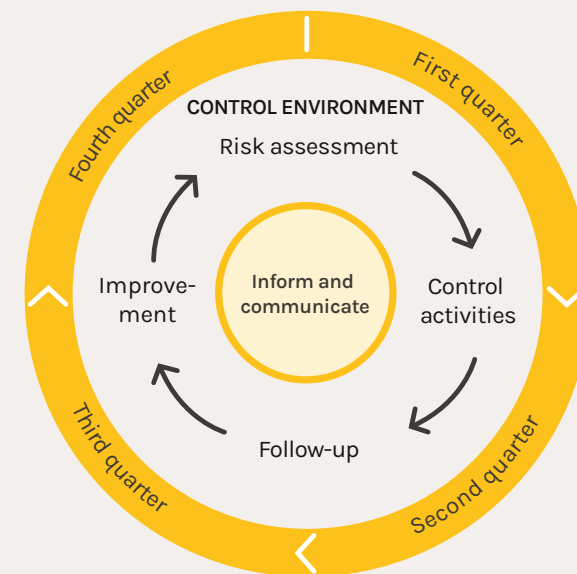 Fourth quarter
First quarter
CONTROL ENVIRONMENT
Risk assessment
Improve-
ment
Inform and
communicate
Control
activities
Follow-up
Third quarter
Second quarter